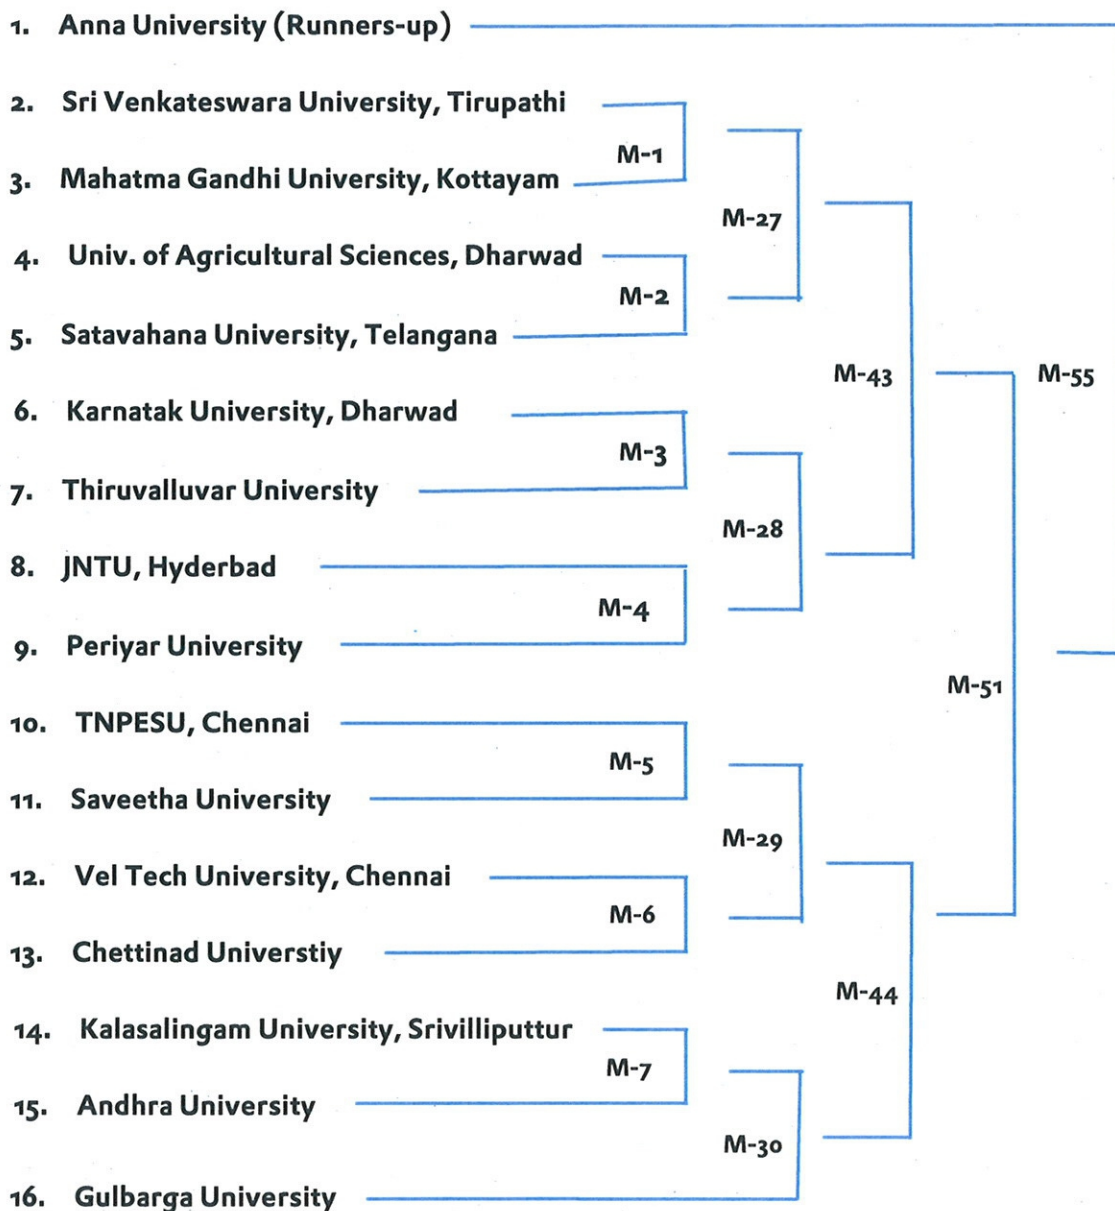 1. Anna University (Runners-up)
2. Sri Venkateswara University, Tirupathi
M-1
3. Mahatma Gandhi University, Kottayam
M-27
4. Univ. of Agricultural Sciences, Dharwad
M-2
5. Satavahana University, Telangana
M-43
M-55
6. Karnatak University, Dharwad
M-3
7. Thiruvalluvar University
M-28
8. JNTU, Hyderbad
M-4
9. Periyar University
M-51
10. TNPESU, Chennai
M-5
11. Saveetha University
M-29
12. Vel Tech University, Chennai
M-6
13. Chettinad Universtiy
M-44
14. Kalasalingam University, Srivilliputtur
M-7
15. Andhra University
M-30
16. Gulbarga University